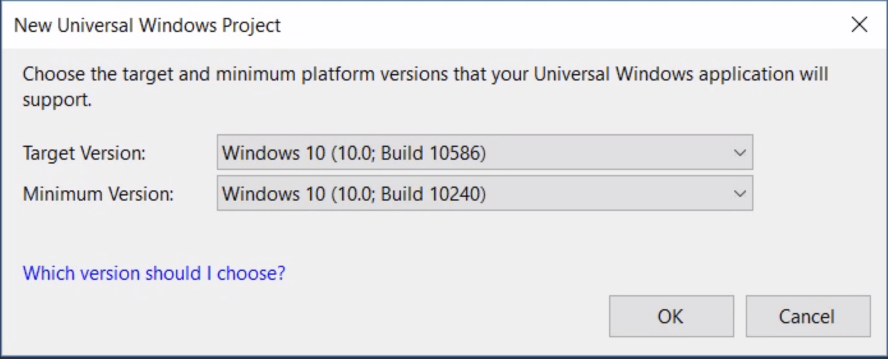 New Universal Windows Project
Choose the target and minimum platform versions that your Universal Windows application will
support.
Target Version: Windows 10 (10.0; Build 10586)
Minimum Version: Windows 10 (10.0; Build 10240)
Which version should I choose?
OK Cancel